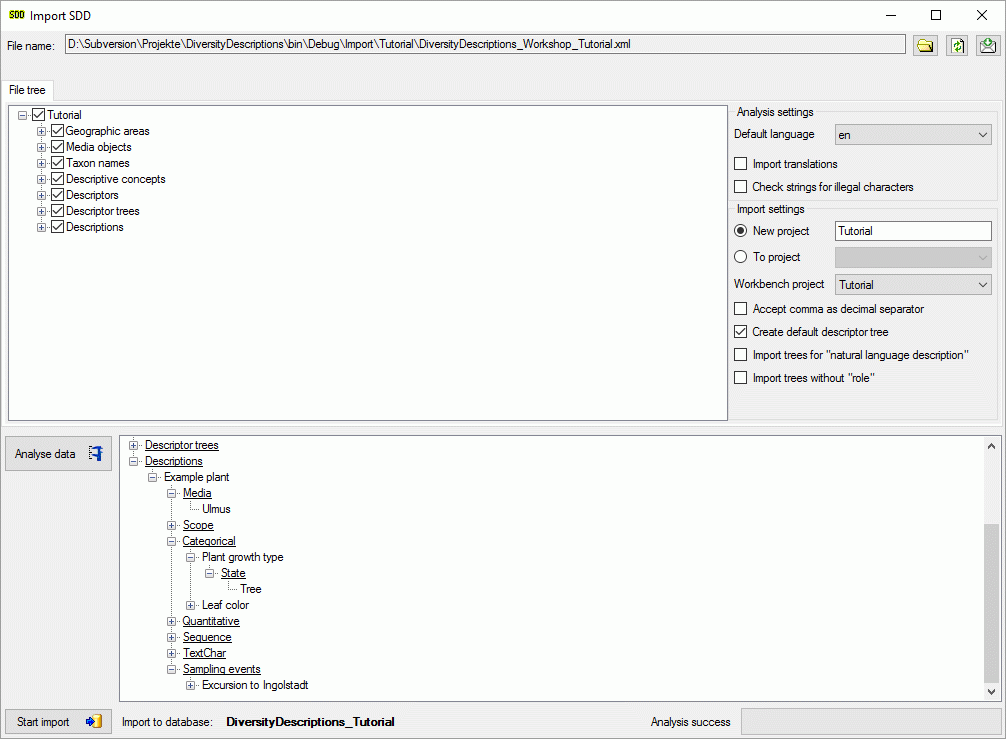 SDD Import SDD
File name: D:\Subversion\Projekte\DiversityDescriptions\bin\Debug\Import\Tutorial\DiversityDescriptions_Workshop_Tutorial.xml
File tree
Tutorial
Geographic areas
Media objects
Taxon names
Descriptive concepts
Descriptors
Descriptor trees
Descriptions
Analysis settings
Default language en
Import translations
Check strings for illegal characters
Import settings
New project Tutorial
To project
Workbench project Tutorial
Accept comma as decimal separator
Create default descriptor tree
Import trees for "natural language description"
Import trees without "role"
Analyse data
Descriptor trees
Descriptions
Example plant
Media
Ulmus
Scope
Categorical
Plant growth type
State
Tree
Leaf color
Quantitative
Sequence
TextChar
Sampling events
Excursion to Ingolstadt
Start import Import to database: DiversityDescriptions_Tutorial Analysis success